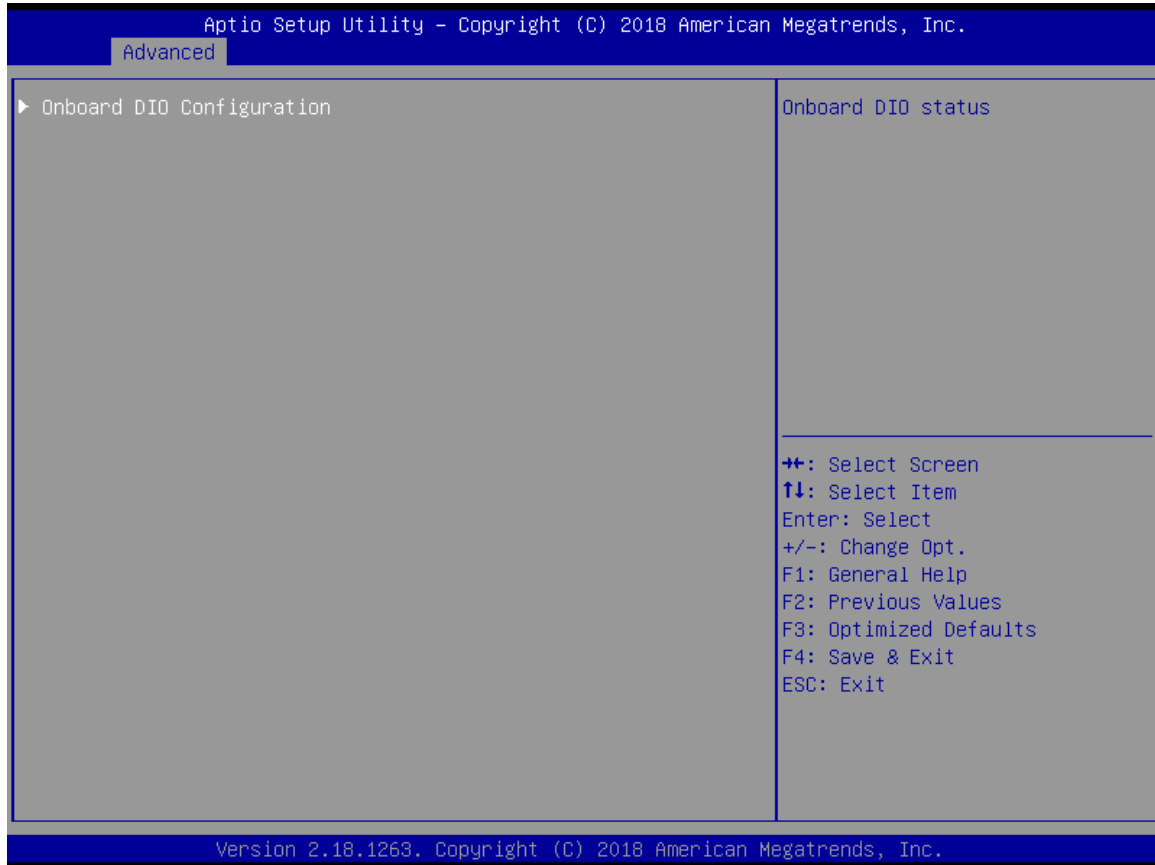 Aptio Setup Utility – Copyright (C) 2018 American Megatrends, Inc.
Advanced
▶ Onboard DIO Configuration
Onboard DIO status
→←: Select Screen
↑↓: Select Item
Enter: Select
+/-: Change Opt.
F1: General Help
F2: Previous Values
F3: Optimized Defaults
F4: Save & Exit
ESC: Exit
Version 2.18.1263. Copyright (C) 2018 American Megatrends, Inc.